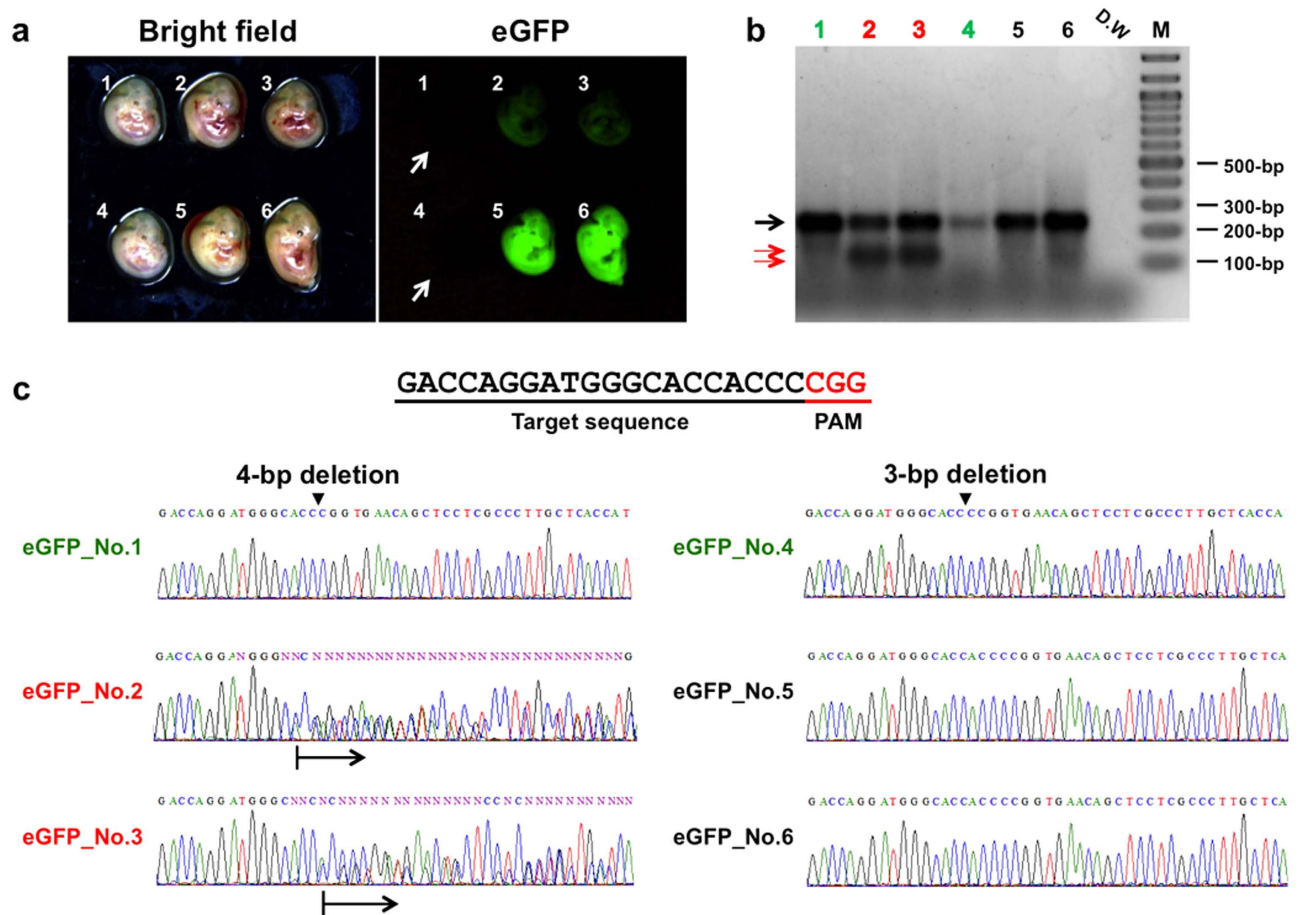 a
Bright field
eGFP
1 2 3
4 5 6
1 2 3
4 5 6
b
1 2 3 4 5 6 D.W M
500-bp
300-bp
200-bp
100-bp
c
GACCAGGATGGGCACCACCCCGG
Target sequence PAM
4-bp deletion
GACCAGGATGGGCACCCGGTGAACAGCTCCTCGCCCTTGCTCACCAT
eGFP_No.1
3-bp deletion
GACCAGGATGGGCACCCCGGTGAACAGCTCCTCGCCCTTGCTCACCA
eGFP_No.4
eGFP_No.2
GACCAGGATGGGCACCACCCCGGTGAACAGCTCCTCGCCCTTGCTCA
eGFP_No.5
eGFP_No.3
GACCAGGATGGGCACCACCCCGGTGAACAGCTCCTCGCCCTTGCTCA
eGFP_No.6